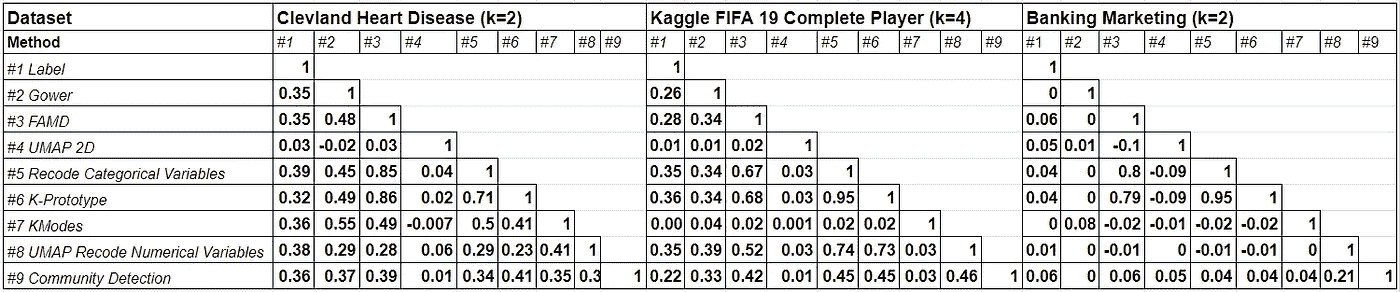 Dataset Clevland Heart Disease (k=2) Kaggle FIFA 19 Complete Player (k=4) Banking Marketing (k=2)
Method #1 #2 #3 #4 #5 #6 #7 #8 #9 #1 #2 #3 #4 #5 #6 #7 #8 #9 #1 #2 #3 #4 #5 #6 #7 #8 #9
#1 Label 1 1 1
#2 Gower 0.35 1 0.26 1 0 1
#3 FAMD 0.35 0.48 1 0.28 0.34 1 0.06 0 1
#4 UMAP 2D 0.03 -0.02 0.03 1 0.01 0.01 0.02 1 0.05 0.01 -0.1 1
#5 Recode Categorical Variables 0.39 0.45 0.85 0.04 1 0.35 0.34 0.67 0.03 1 0.04 0 0.8 -0.09 1
#6 K-Prototype 0.32 0.49 0.86 0.02 0.71 1 0.36 0.34 0.68 0.03 0.95 1 0.04 0 0.79 -0.09 0.95 1
#7 KModes 0.36 0.55 0.49 -0.007 0.5 0.41 1 0.00 0.04 0.02 0.001 0.02 0.02 1 0 0.08 -0.02 -0.01 -0.02 -0.02 1
#8 UMAP Recode Numerical Variables 0.38 0.29 0.28 0.06 0.29 0.23 0.41 1 0.35 0.39 0.52 0.03 0.74 0.73 0.03 1 0.01 0 -0.01 0 -0.01 -0.01 0 1
#9 Community Detection 0.36 0.37 0.39 0.01 0.34 0.41 0.35 0.3 1 0.22 0.33 0.42 0.01 0.45 0.45 0.03 0.46 1 0.06 0 0.06 0.05 0.04 0.04 0.04 0.21 1